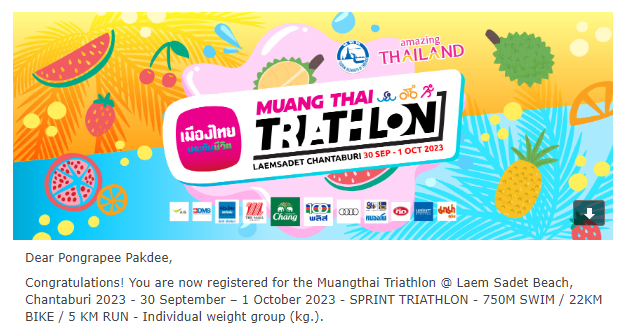 amazing
THAILAND
MUANG THAI
TRIATHLON
เมืองไทย
ประกันชีวิต
LAEMSADET CHANTABURI 30 SEP - 1 OCT 2023
Chang
Dear Pongrapee Pakdee,
Congratulations! You are now registered for the Muangthai Triathlon @ Laem Sadet Beach,
Chantaburi 2023 - 30 September – 1 October 2023 - SPRINT TRIATHLON - 750M SWIM / 22KM
BIKE / 5 KM RUN - Individual weight group (kg.).